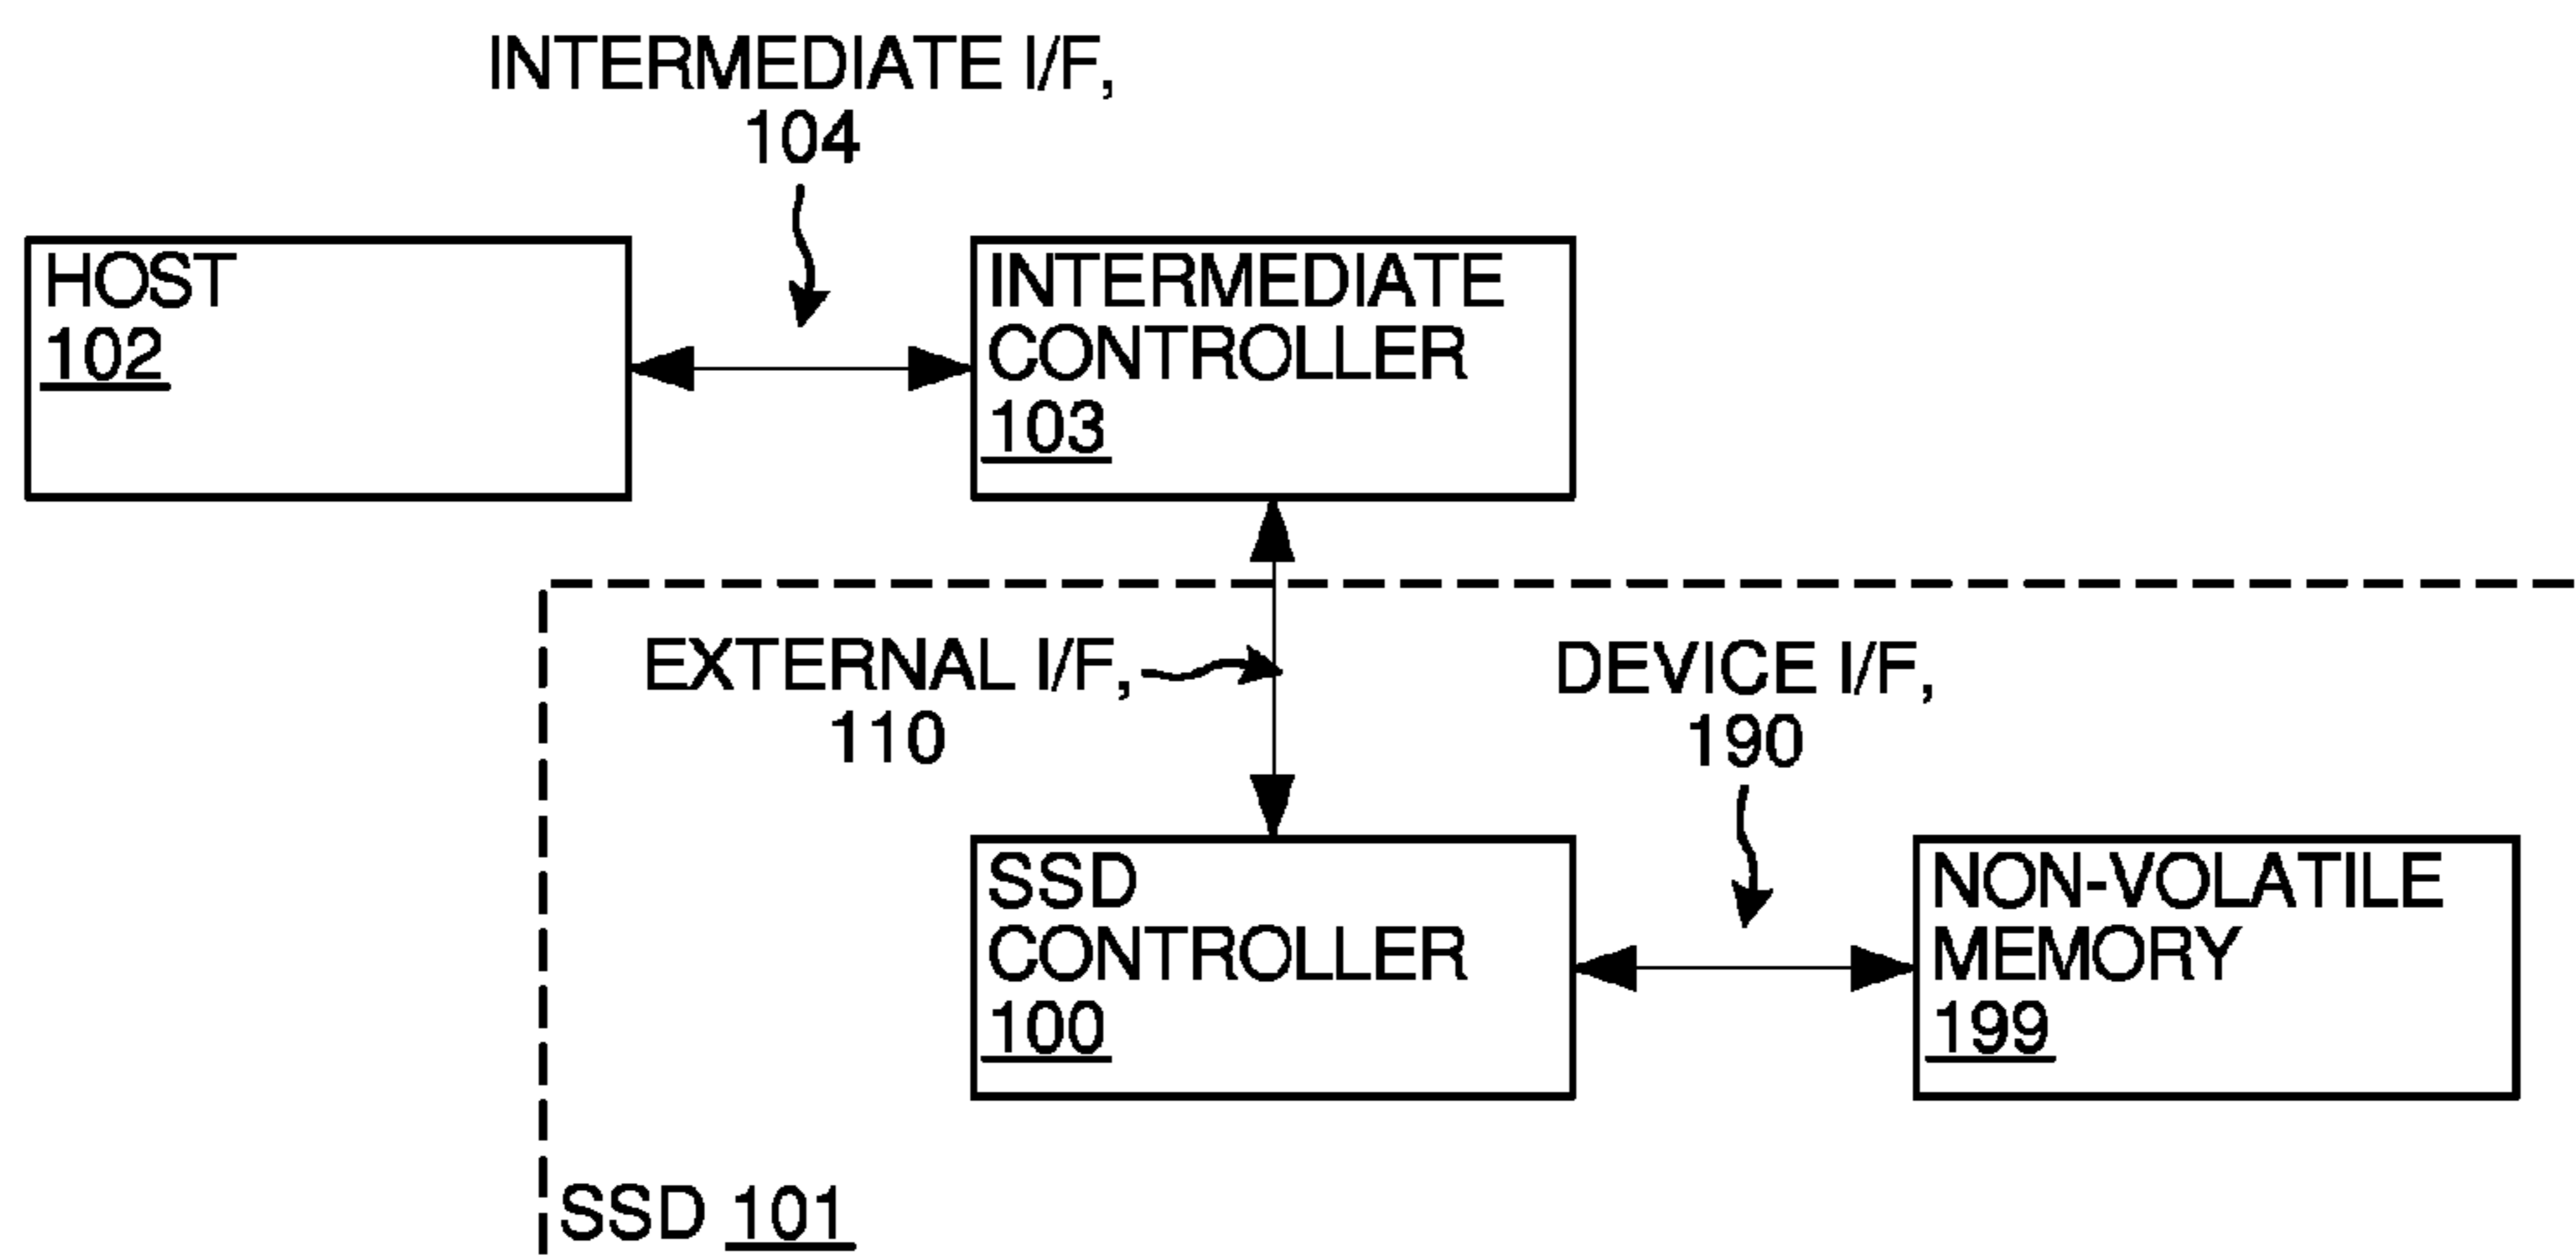 INTERMEDIATE I/F,
104
HOST
102
INTERMEDIATE
CONTROLLER
103
EXTERNAL I/F,
110
DEVICE I/F,
190
SSD
CONTROLLER
100
NON-VOLATILE
MEMORY
199
SSD 101